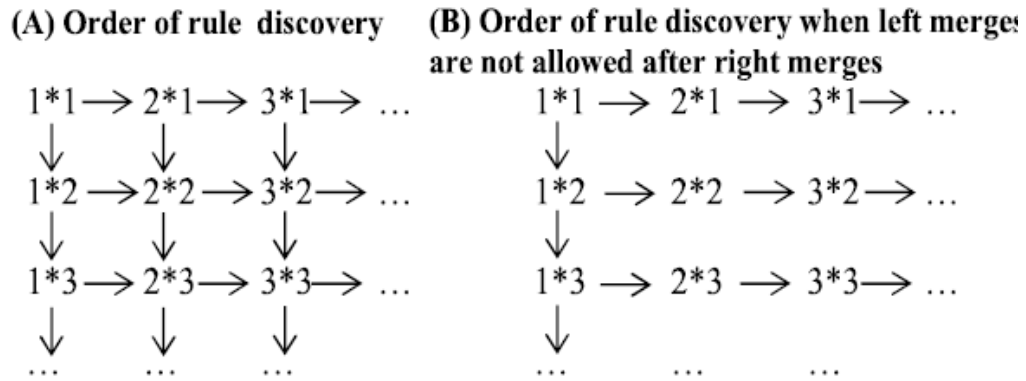 (A) Order of rule discovery
1*1 → 2*1 → 3*1 → ...
1*2 → 2*2 → 3*2 → ...
1*3 → 2*3 → 3*3 → ...
... ... ...
(B) Order of rule discovery when left merges
are not allowed after right merges
1*1 → 2*1 → 3*1 → ...
1*2 → 2*2 → 3*2 → ...
1*3 → 2*3 → 3*3 → ...
... ... ...